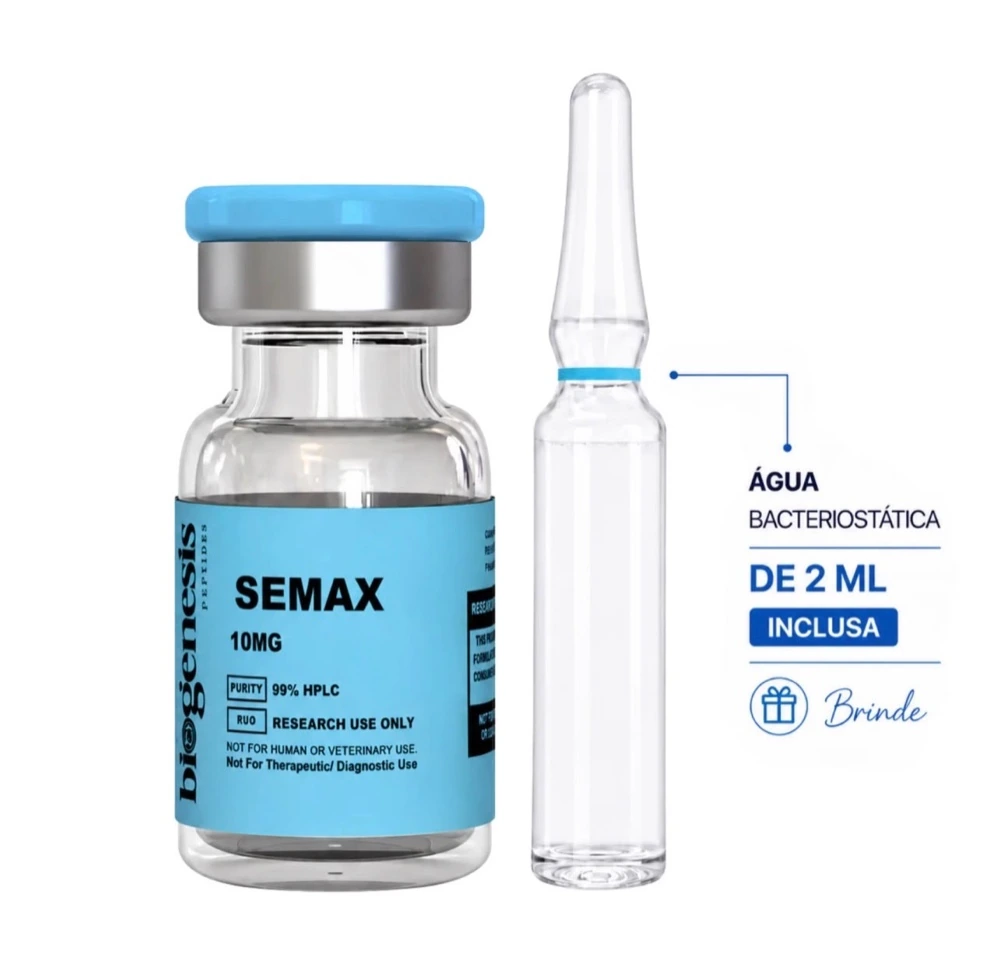 biogenesis
PEPTIDES
SEMAX
10MG
PURITY 99% HPLC
RUO RESEARCH USE ONLY
NOT FOR HUMAN OR VETERINARY USE.
Not For Therapeutic/ Diagnostic Use
ÁGUA
BACTERIOSTÁTICA
DE 2 ML
INCLUSA
Brinde